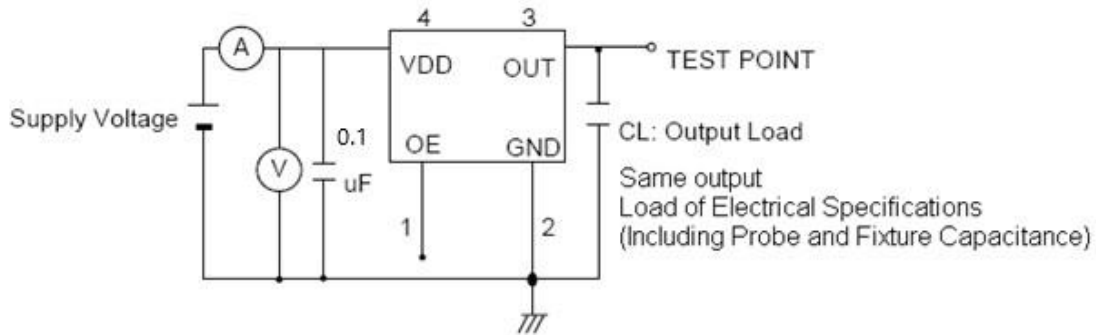 4
3
A
VDD
OUT
TEST POINT
Supply Voltage
0.1
uF
V
OE
GND
CL: Output Load
1
2
Same output
Load of Electrical Specifications
(Including Probe and Fixture Capacitance)